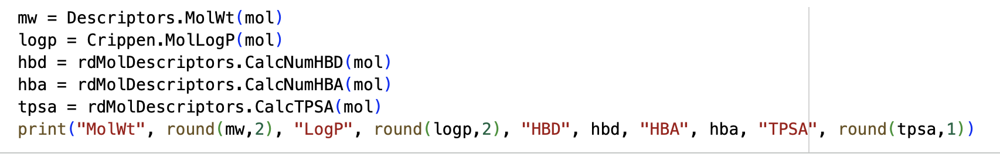 mw = Descriptors.MolWt(mol)
logp = Crippen.MolLogP(mol)
hbd = rdMolDescriptors.CalcNumHBD(mol)
hba = rdMolDescriptors.CalcNumHBA(mol)
tpsa = rdMolDescriptors.CalcTPSA(mol)
print("MolWt", round(mw,2), "LogP", round(logp,2), "HBD", hbd, "HBA", hba, "TPSA", round(tpsa,1))